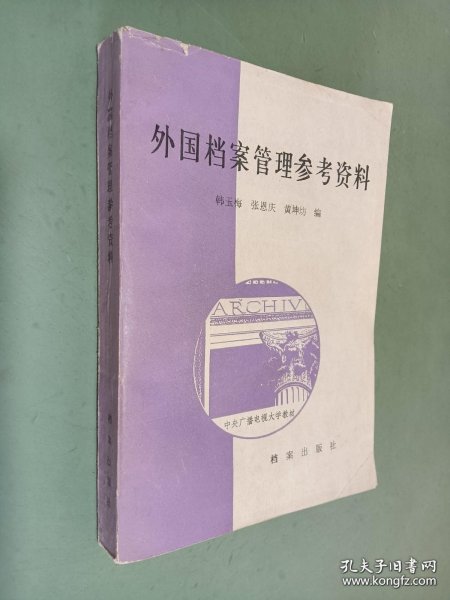 外国档案管理参考资料
韩玉梅 张恩庆 黄坤坊 编
ARCHIV
中央广播电视大学教材
档案出版社
外国档案管理参考资料
档案出版社
孔夫子旧书网
www.kongfz.com